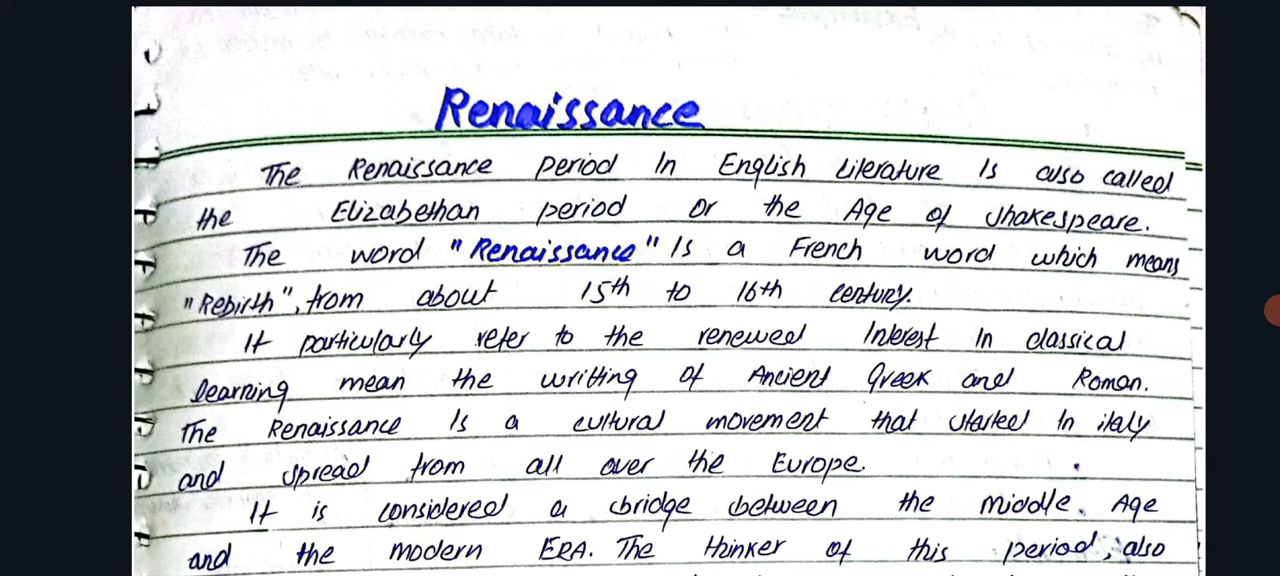 Renaissance
The Renaissance period In English Literature Is also called
the Elizabethan period or the Age of Shakespeare.
The word "Renaissance" Is a French word which means
"Rebirth", from about 15th to 16th century.
It particularly refer to the renewed Interest In classical
learning mean the writting of Ancient Greek and Roman.
The Renaissance Is a cultural movement that started In italy
and spread from all over the Europe.
It is considered a bridge between the middle Age
and the modern ERA. The thinker of this period, also